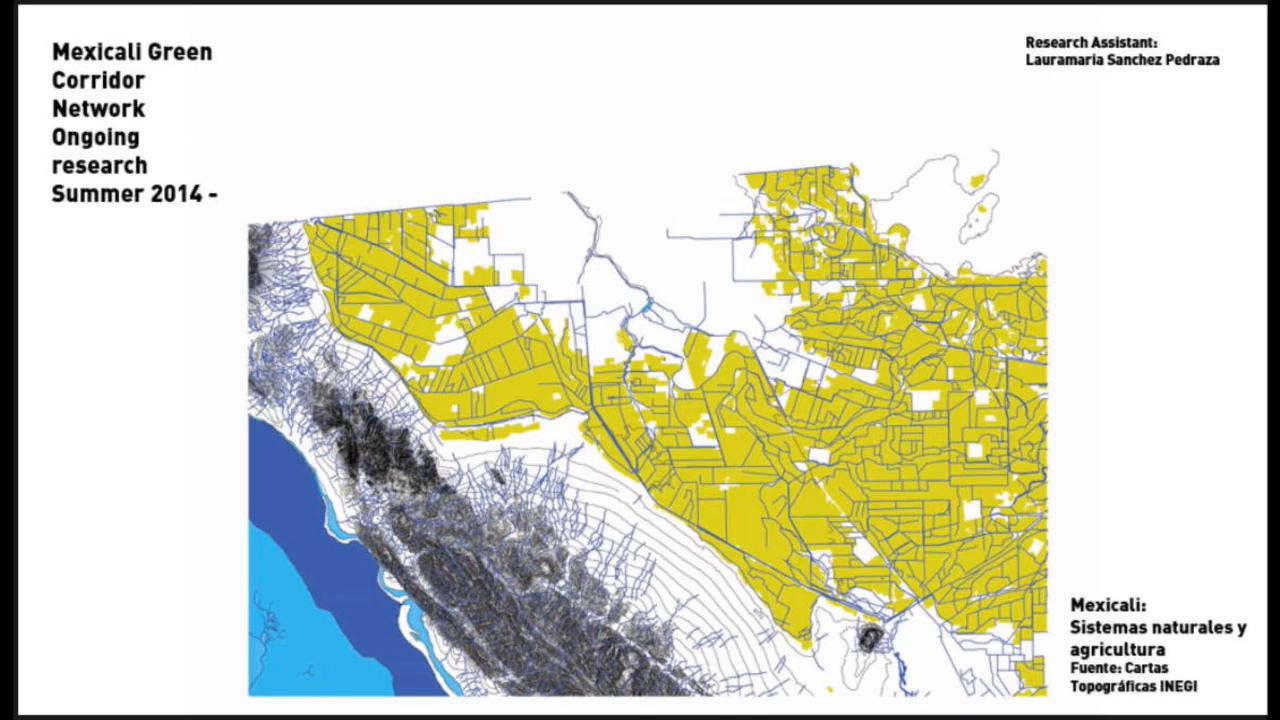 Mexicali Green
Corridor
Network
Ongoing
research
Summer 2014 -
Research Assistant:
Lauramaria Sanchez Pedraza
Mexicali:
Sistemas naturales y
agricultura
Fuente: Cartas
Topográficas INEGI